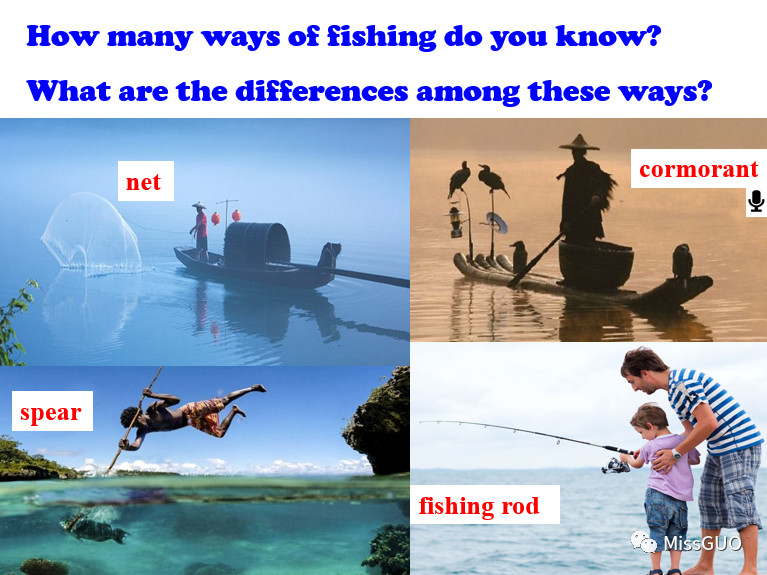 How many ways of fishing do you know?
What are the differences among these ways?
net
cormorant
spear
fishing rod
MissGUO